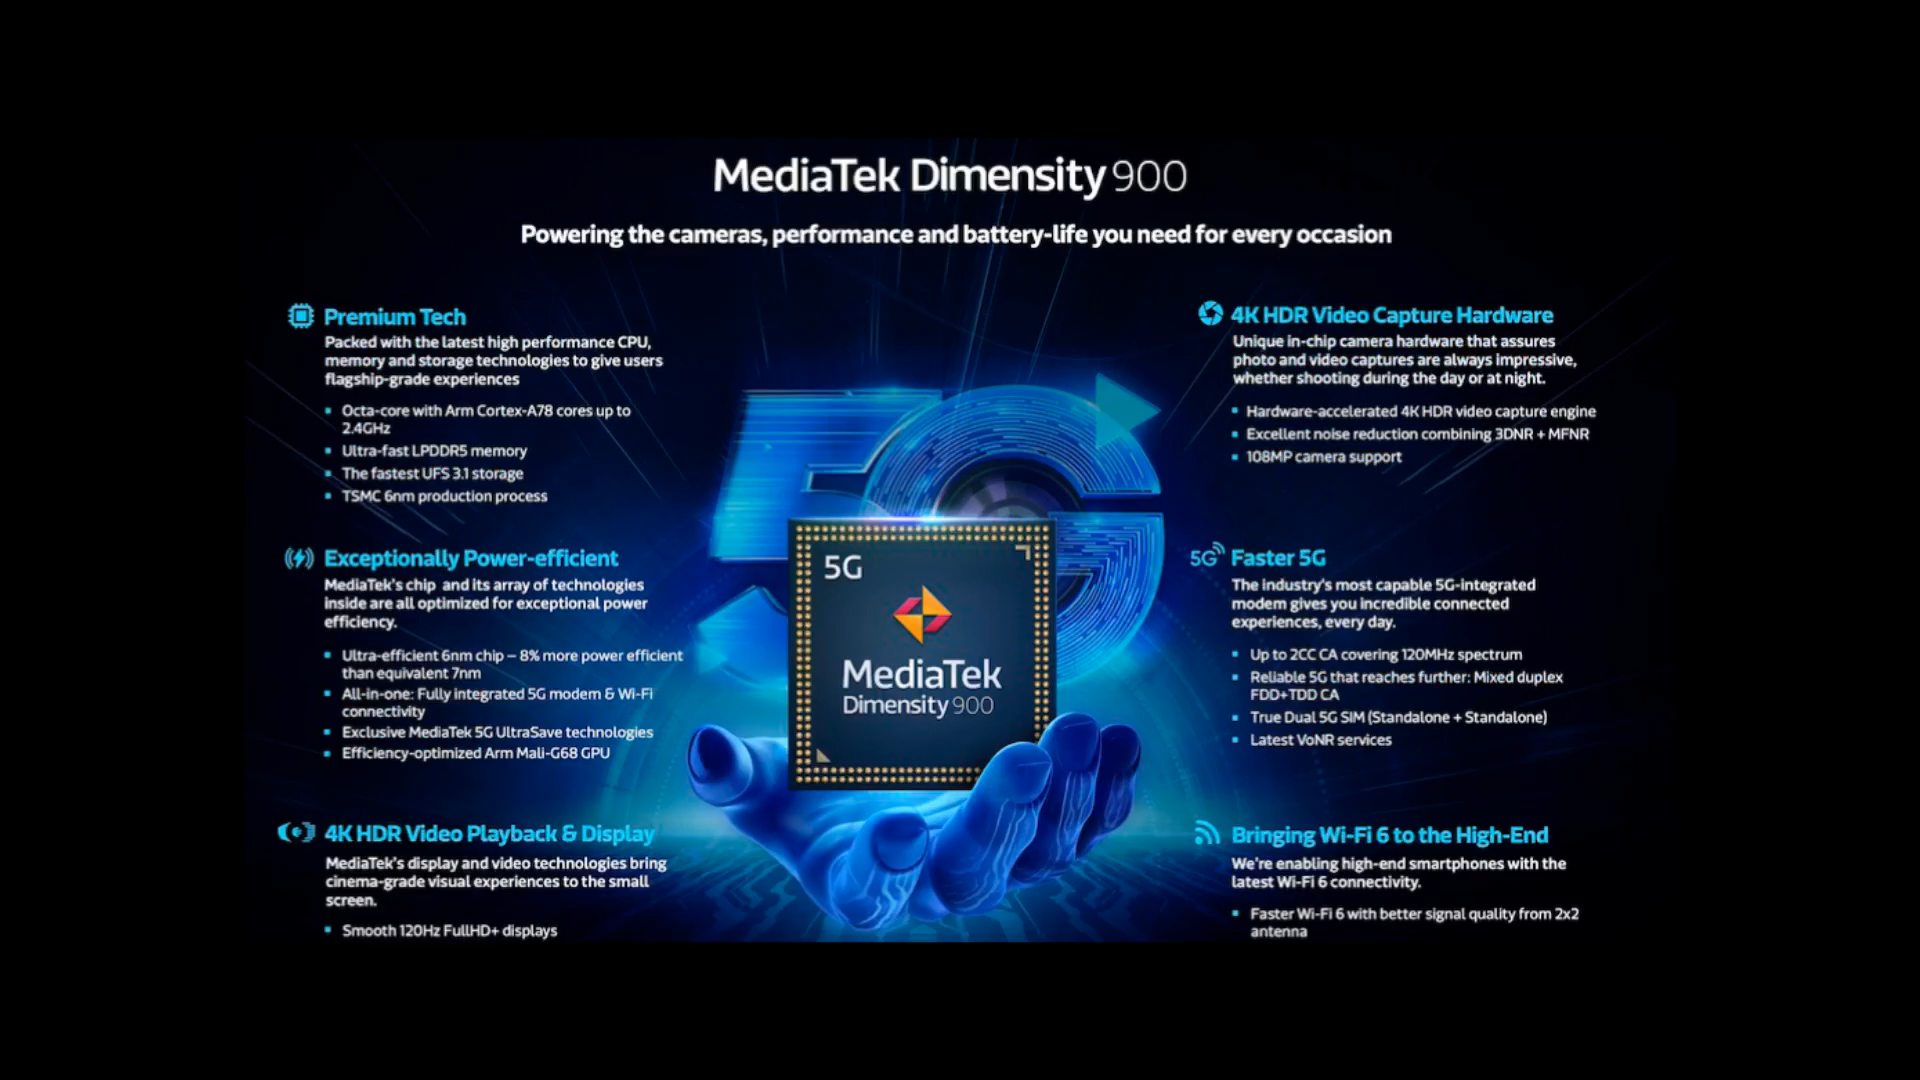 MediaTek Dimensity 900
Powering the cameras, performance and battery-life you need for every occasion
Premium Tech
Packed with the latest high performance CPU,
memory and storage technologies to give users
flagship-grade experiences
▪ Octa-core with Arm Cortex-A78 cores up to
2.4GHz
▪ Ultra-fast LPDDR5 memory
▪ The fastest UFS 3.1 storage
▪ TSMC 6nm production process
Exceptionally Power-efficient
MediaTek's chip and its array of technologies
inside are all optimized for exceptional power
efficiency.
▪ Ultra-efficient 6nm chip – 8% more power efficient
than equivalent 7nm
▪ All-in-one: Fully integrated 5G modem & Wi-Fi
connectivity
▪ Exclusive MediaTek 5G UltraSave technologies
▪ Efficiency-optimized Arm Mali-G68 GPU
4K HDR Video Playback & Display
MediaTek's display and video technologies bring
cinema-grade visual experiences to the small
screen.
▪ Smooth 120Hz FullHD+ displays
5G
5G
MediaTek
Dimensity 900
4K HDR Video Capture Hardware
Unique in-chip camera hardware that assures
photo and video captures are always impressive,
whether shooting during the day or at night.
▪ Hardware-accelerated 4K HDR video capture engine
▪ Excellent noise reduction combining 3DNR + MFNR
▪ 108MP camera support
5G Faster 5G
The industry's most capable 5G-integrated
modem gives you incredible connected
experiences, every day.
▪ Up to 2CC CA covering 120MHz spectrum
▪ Reliable 5G that reaches further: Mixed duplex
FDD+TDD CA
▪ True Dual 5G SIM (Standalone + Standalone)
▪ Latest VoNR services
Bringing Wi-Fi 6 to the High-End
We're enabling high-end smartphones with the
latest Wi-Fi 6 connectivity.
▪ Faster Wi-Fi 6 with better signal quality from 2x2
antenna